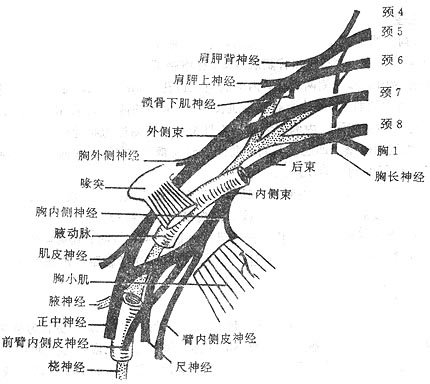 颈4
颈5
肩胛背神经
颈6
肩胛上神经
颈7
锁骨下肌神经
颈8
外侧束
胸1
胸外侧神经
后束
胸长神经
喙突
内侧束
胸内侧神经
腋动脉
肌皮神经
胸小肌
腋神经
正中神经
臂内侧皮神经
前臂内侧皮神经
尺神经
桡神经